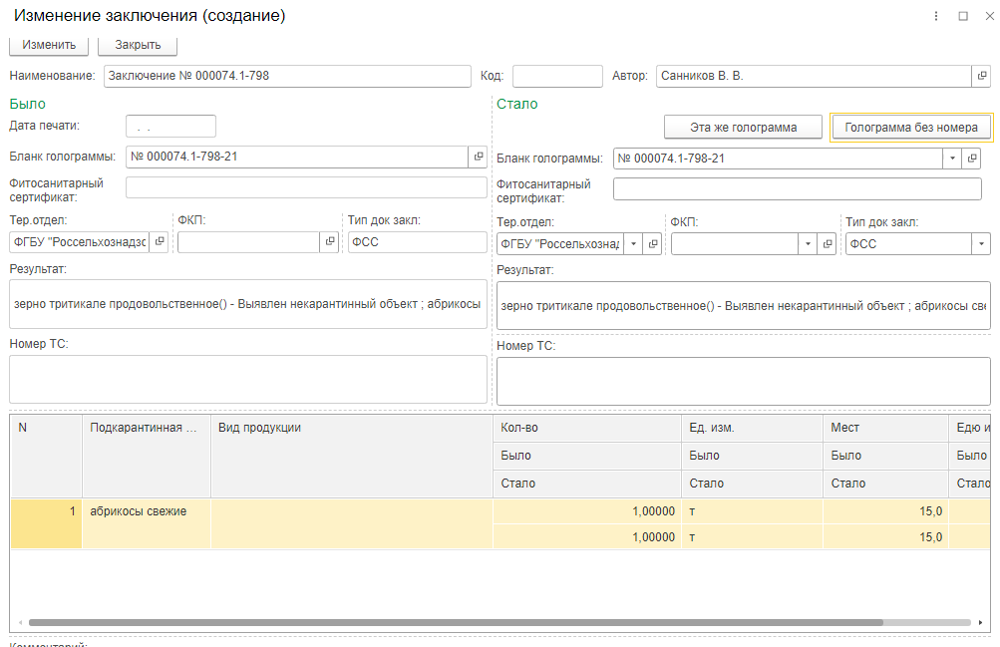 Изменение заключения (создание)
Изменить Закрыть
Наименование: Заключение № 000074.1-798 Код: Автор: Санников В. В.
Было
Дата печати: . .
Бланк голограммы: № 000074.1-798-21
Фитосанитарный
сертификат:
Тер.отдел: ФКП: Тип док закл:
ФГБУ "Россельхознадзо ФСС
Результат:
зерно тритикале продовольственное() - Выявлен некарантинный объект ; абрикосы
Номер ТС:
Стало
Эта же голограмма Голограмма без номера
Бланк голограммы: № 000074.1-798-21
Фитосанитарный
сертификат:
Тер.отдел: ФКП: Тип док закл:
ФГБУ "Россельхознад ФСС
Результат:
зерно тритикале продовольственное() - Выявлен некарантинный объект ; абрикосы све
Номер ТС:
N Подкарантинная ... Вид продукции Кол-во Ед. изм. Мест Едю и
Было Было Было Было
Стало Стало Стало Стало
1 абрикосы свежие 1,00000 т 15,0
1,00000 т 15,0
Комментарий: